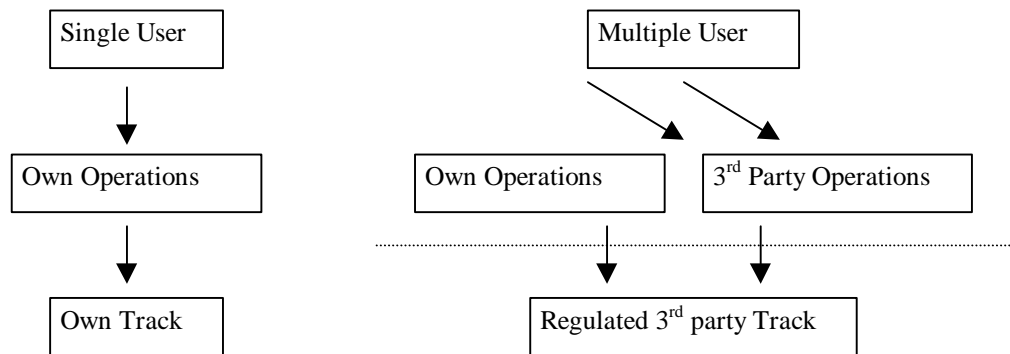 Single User
Multiple User
Own Operations
Own Operations
3rd Party Operations
Own Track
Regulated 3rd party Track